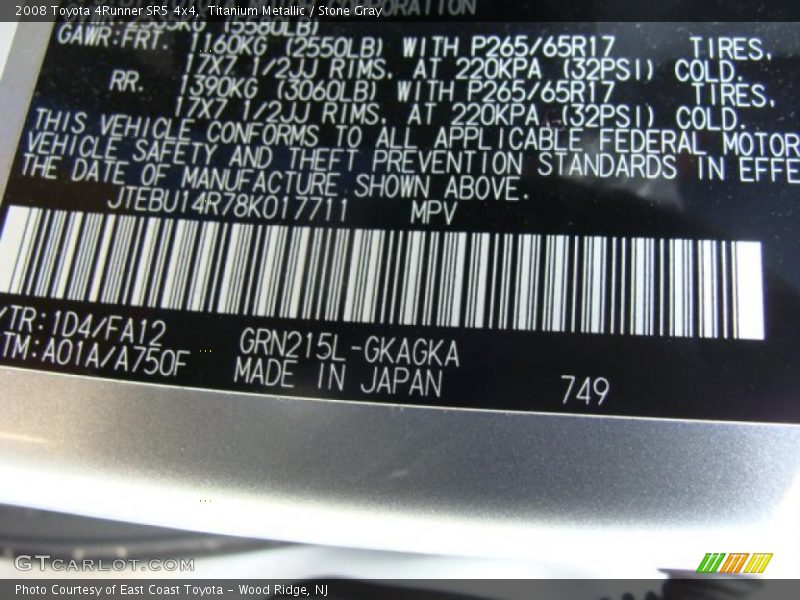 2008 Toyota 4Runner SR5 4x4, Titanium Metallic / Stone Gray
(5580LB)
GAWR:FRT. 1160KG (2550LB) WITH P265/65R17 TIRES,
17X7 1/2JJ RIMS, AT 220KPA (32PSI) COLD.
RR. 1390KG (3060LB) WITH P265/65R17 TIRES,
17X7 1/2JJ RIMS, AT 220KPA (32PSI) COLD.
THIS VEHICLE CONFORMS TO ALL APPLICABLE FEDERAL MOTOR
VEHICLE SAFETY AND THEFT PREVENTION STANDARDS IN EFFE
THE DATE OF MANUFACTURE SHOWN ABOVE.
JTEBU14R78K017711 MPV
/TR:1D4/FA12 GRN215L-GKAGKA
TM:A01A/A750F MADE IN JAPAN 749
GTCARLOT.COM
Photo Courtesy of East Coast Toyota - Wood Ridge, NJ